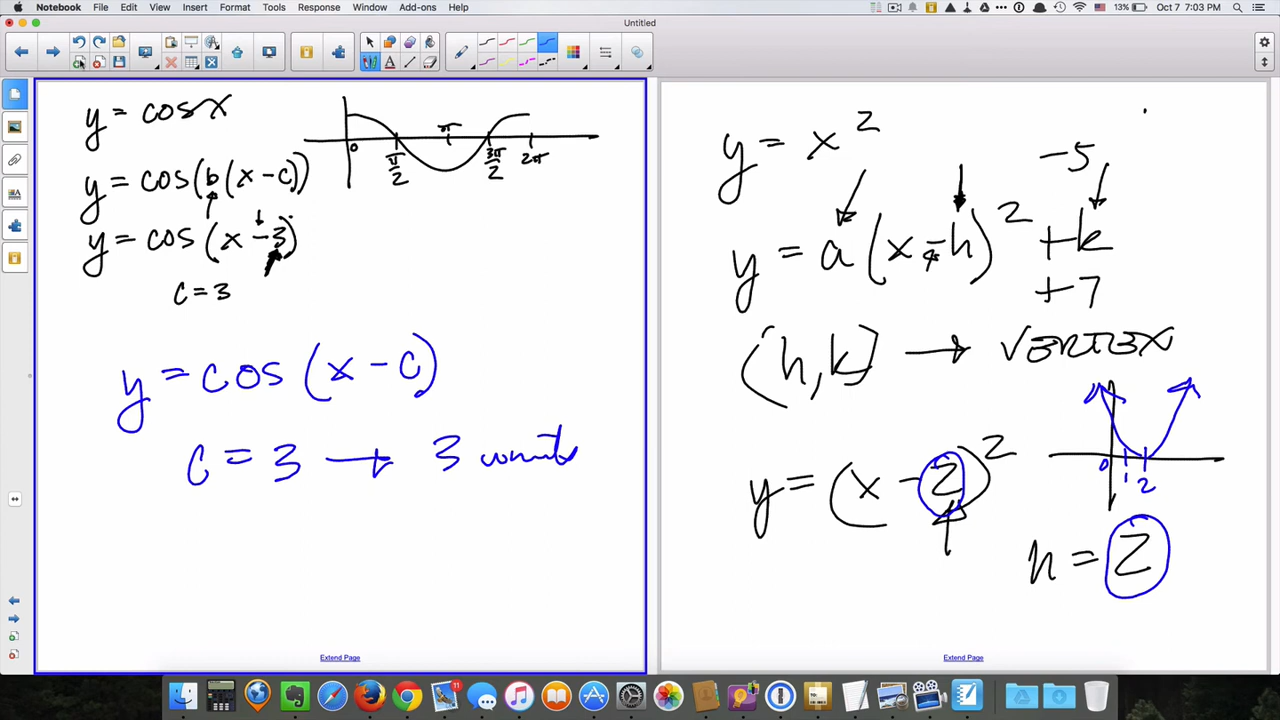 Notebook File Edit View Insert Format Tools Response Window Add-ons Help 13% Oct 7 7:03 PM
Untitled
y = cos x
0 π/2 π 3π/2 2π
y = cos(b(x-c))
y = cos(x-3)
c = 3
y = cos(x-c)
c = 3 → 3 units
Extend Page
y = x²
-5
y = a(x-h)² + k
+7
(h, k) → VERTEX
0 1 2
y = (x-2)²
h = 2
Extend Page
11